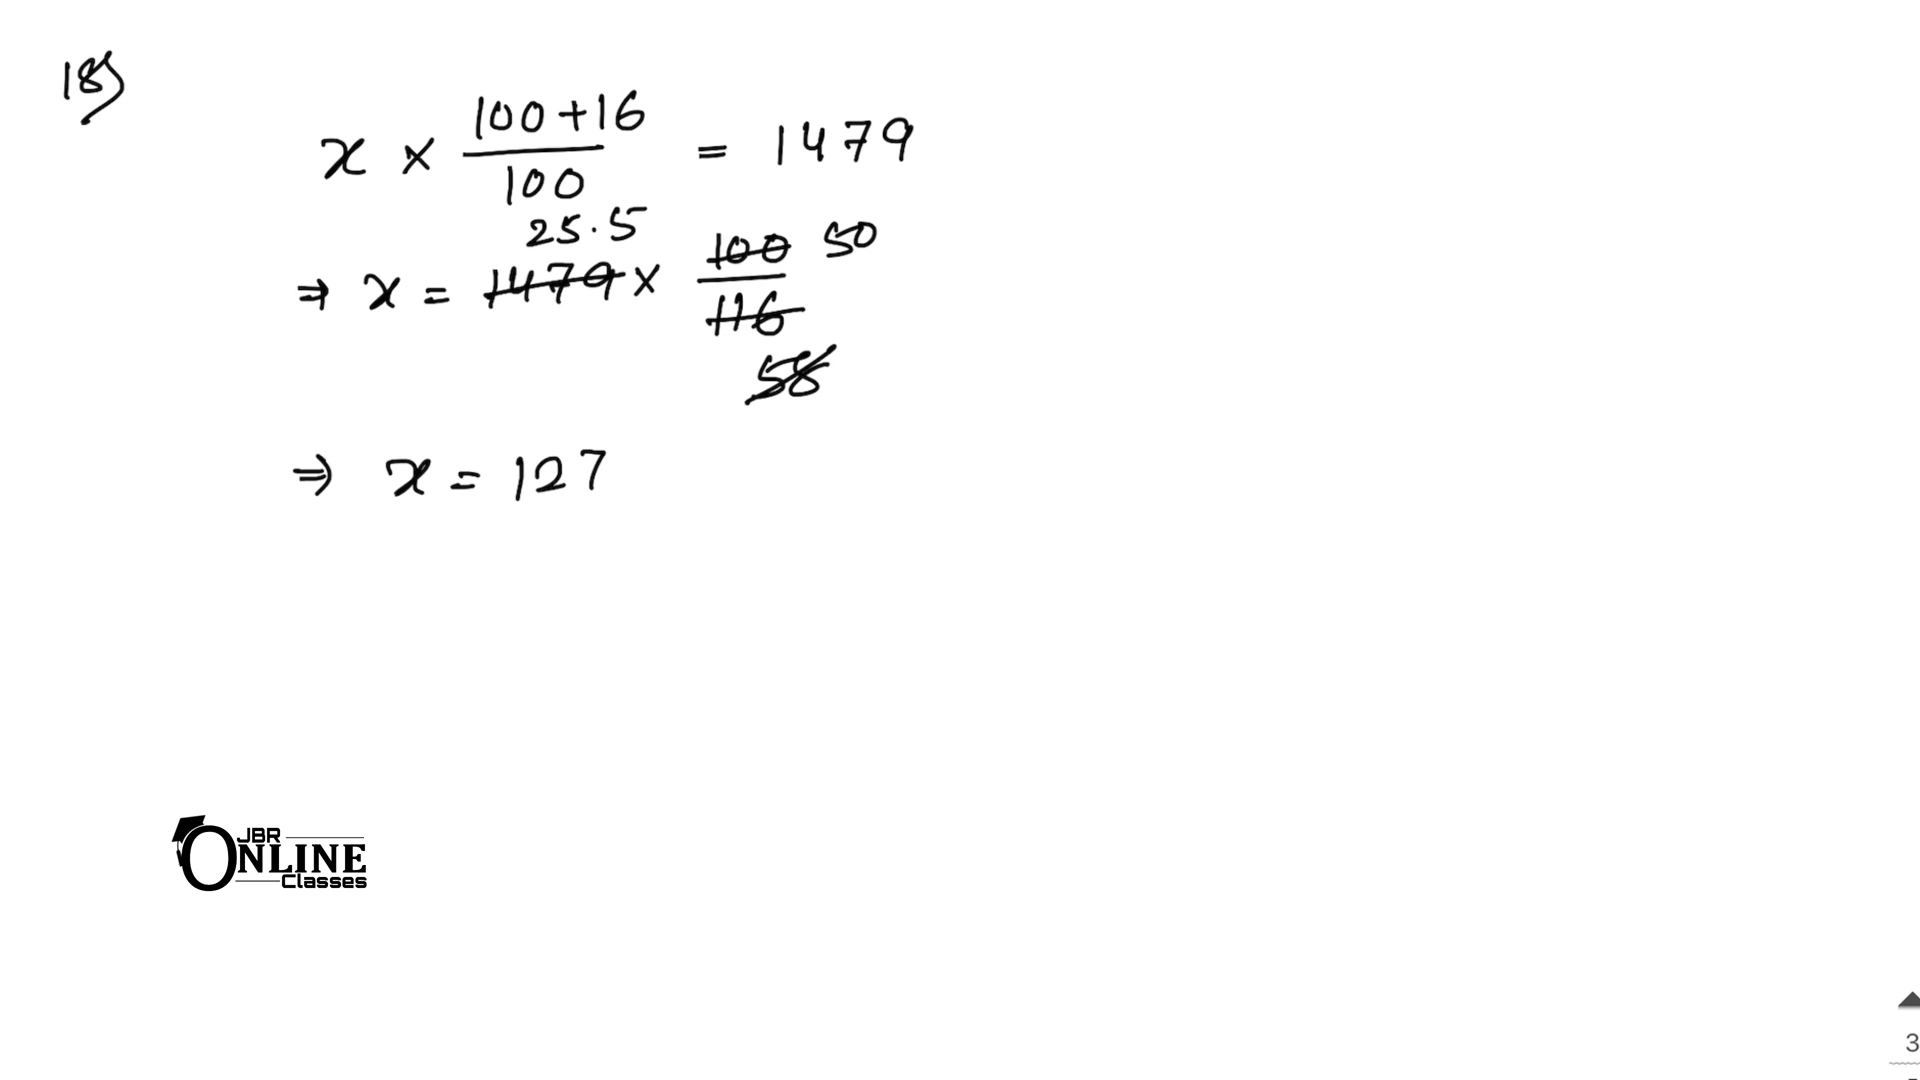 18)
x × (100+16)/100 = 1479
25.5
⇒ x = 1479 × 100/116 50
58
⇒ x = 127
JBR
ONLINE
Classes
3